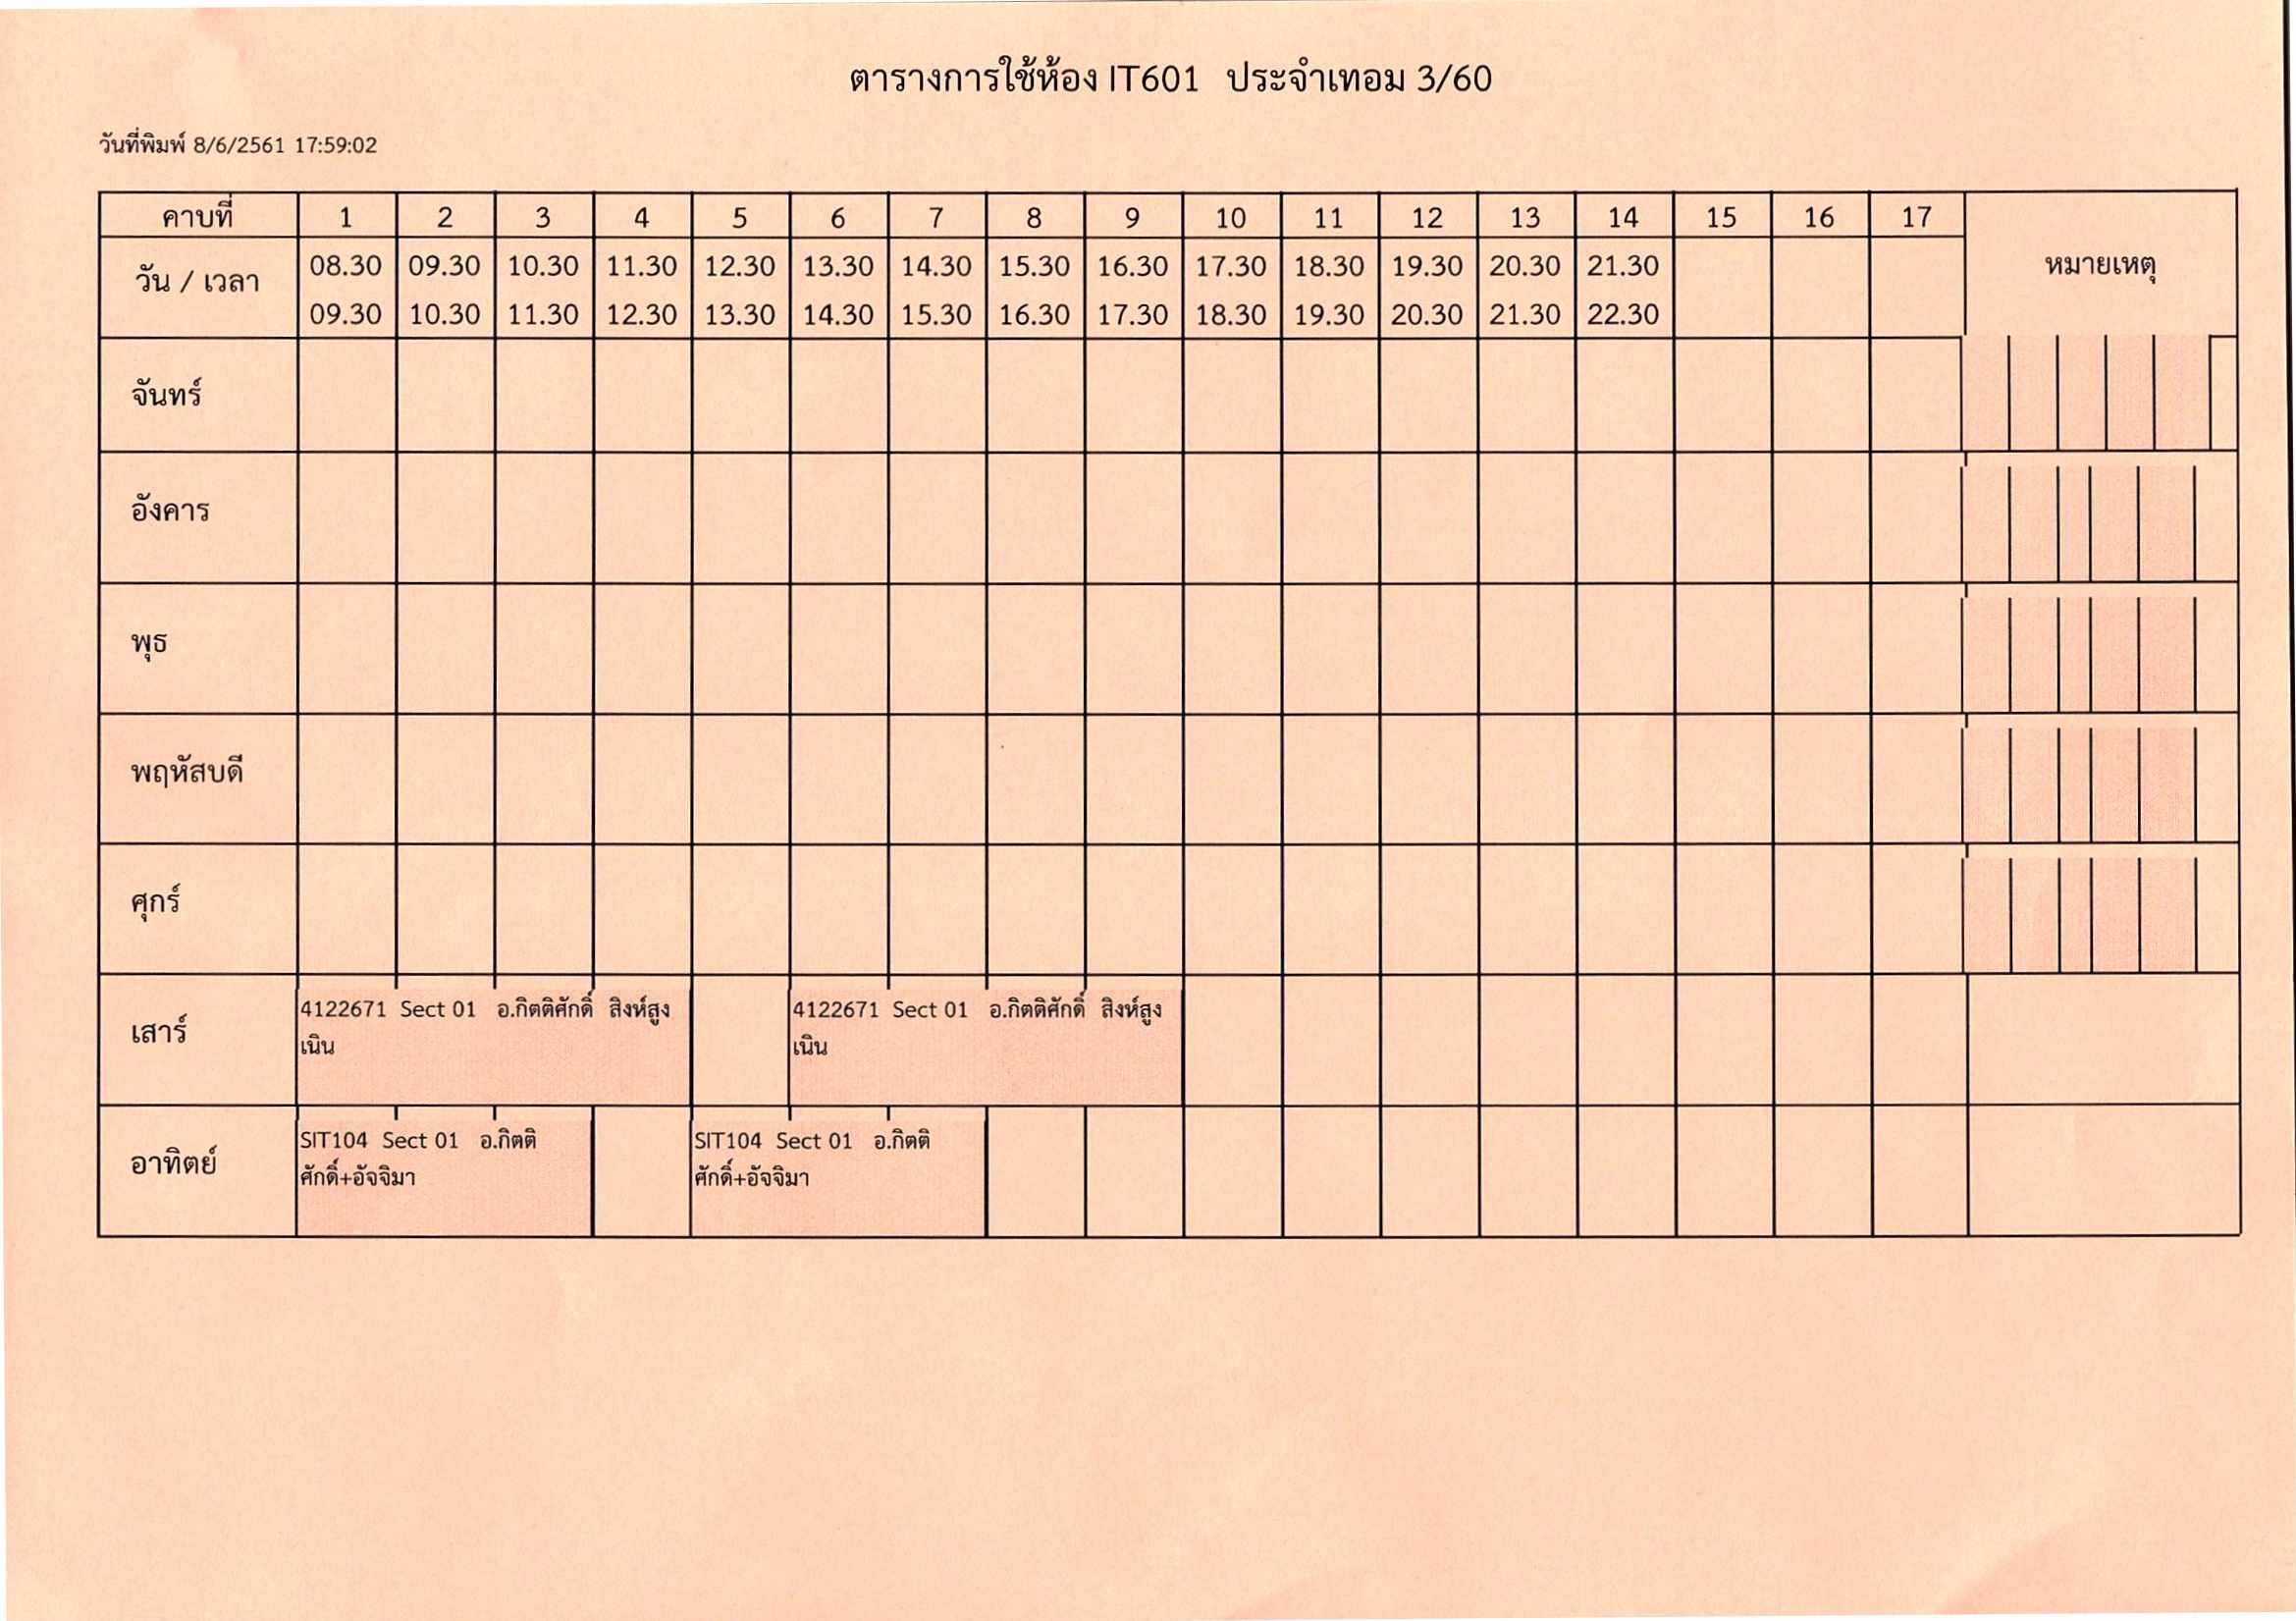 ตารางการใช้ห้อง IT601 ประจำเทอม 3/60
วันที่พิมพ์ 8/6/2561 17:59:02
คาบที่ 1 2 3 4 5 6 7 8 9 10 11 12 13 14 15 16 17
วัน / เวลา 08.30 09.30 10.30 11.30 12.30 13.30 14.30 15.30 16.30 17.30 18.30 19.30 20.30 21.30 หมายเหตุ
09.30 10.30 11.30 12.30 13.30 14.30 15.30 16.30 17.30 18.30 19.30 20.30 21.30 22.30
จันทร์
อังคาร
พุธ
พฤหัสบดี
ศุกร์
เสาร์
4122671 Sect 01 อ.กิตติศักดิ์ สิงห์สูง
เนิน
4122671 Sect 01 อ.กิตติศักดิ์ สิงห์สูง
เนิน
อาทิตย์
SIT104 Sect 01 อ.กิตติ
ศักดิ์+อัจจิมา
SIT104 Sect 01 อ.กิตติ
ศักดิ์+อัจจิมา